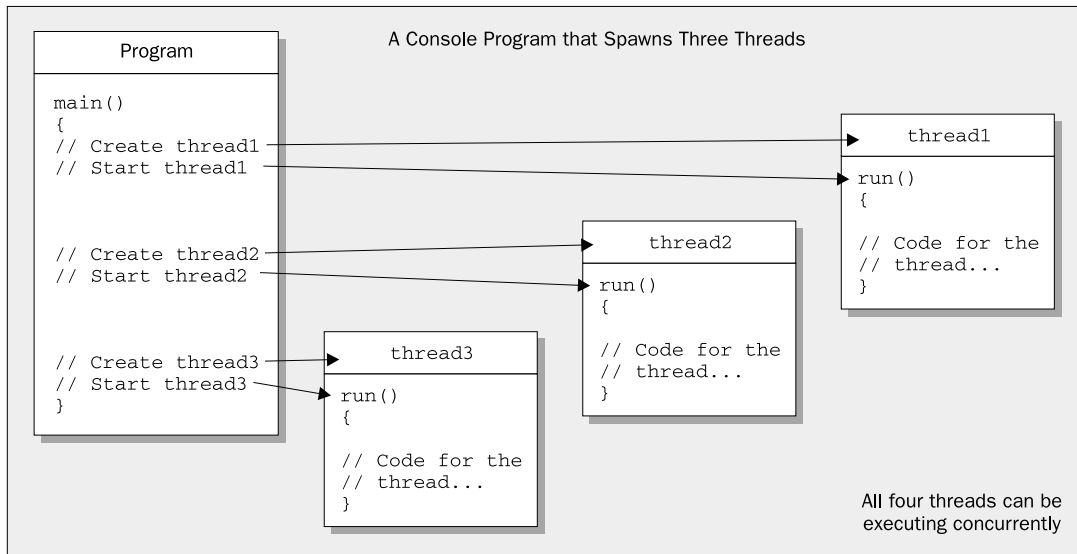 A Console Program that Spawns Three Threads
Program
main()
{
// Create thread1
// Start thread1
// Create thread2
// Start thread2
// Create thread3
// Start thread3
}
thread1
run()
{
// Code for the
// thread...
}
thread2
run()
{
// Code for the
// thread...
}
thread3
run()
{
// Code for the
// thread...
}
All four threads can be
executing concurrently